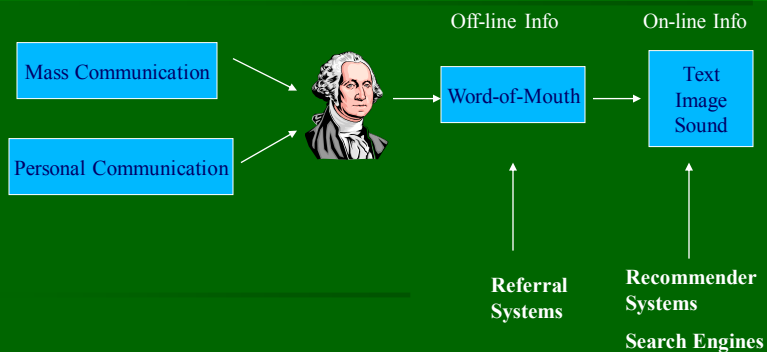 Off-line Info
On-line Info
Mass Communication
Personal Communication
Word-of-Mouth
Text
Image
Sound
Referral
Systems
Recommender
Systems
Search Engines